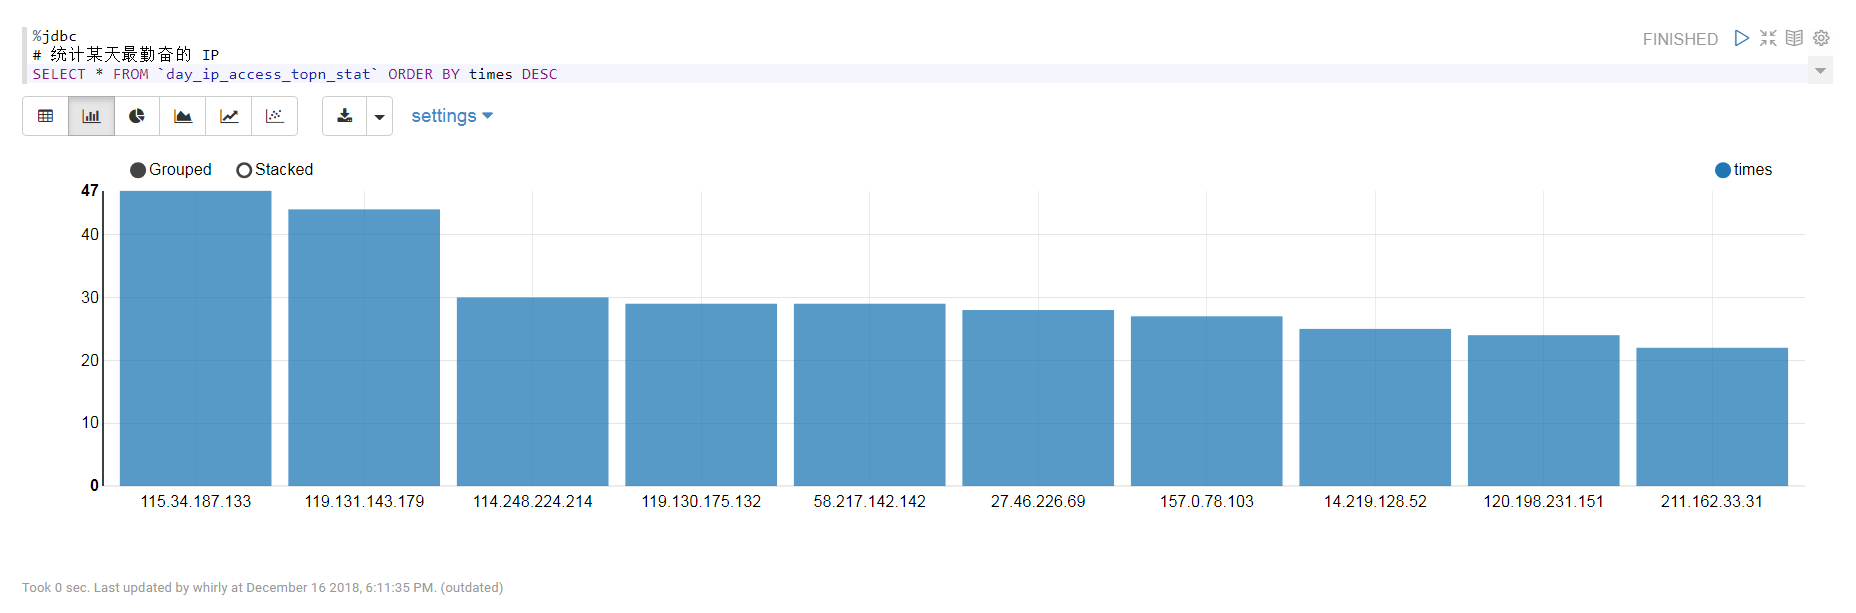 %jdbc
# 统计某天最勤奋的 IP
SELECT * FROM `day_ip_access_topn_stat` ORDER BY times DESC
FINISHED
settings
Grouped Stacked
times
47
40
30
20
10
0
115.34.187.133 119.131.143.179 114.248.224.214 119.130.175.132 58.217.142.142 27.46.226.69 157.0.78.103 14.219.128.52 120.198.231.151 211.162.33.31
Took 0 sec. Last updated by whirly at December 16 2018, 6:11:35 PM. (outdated)